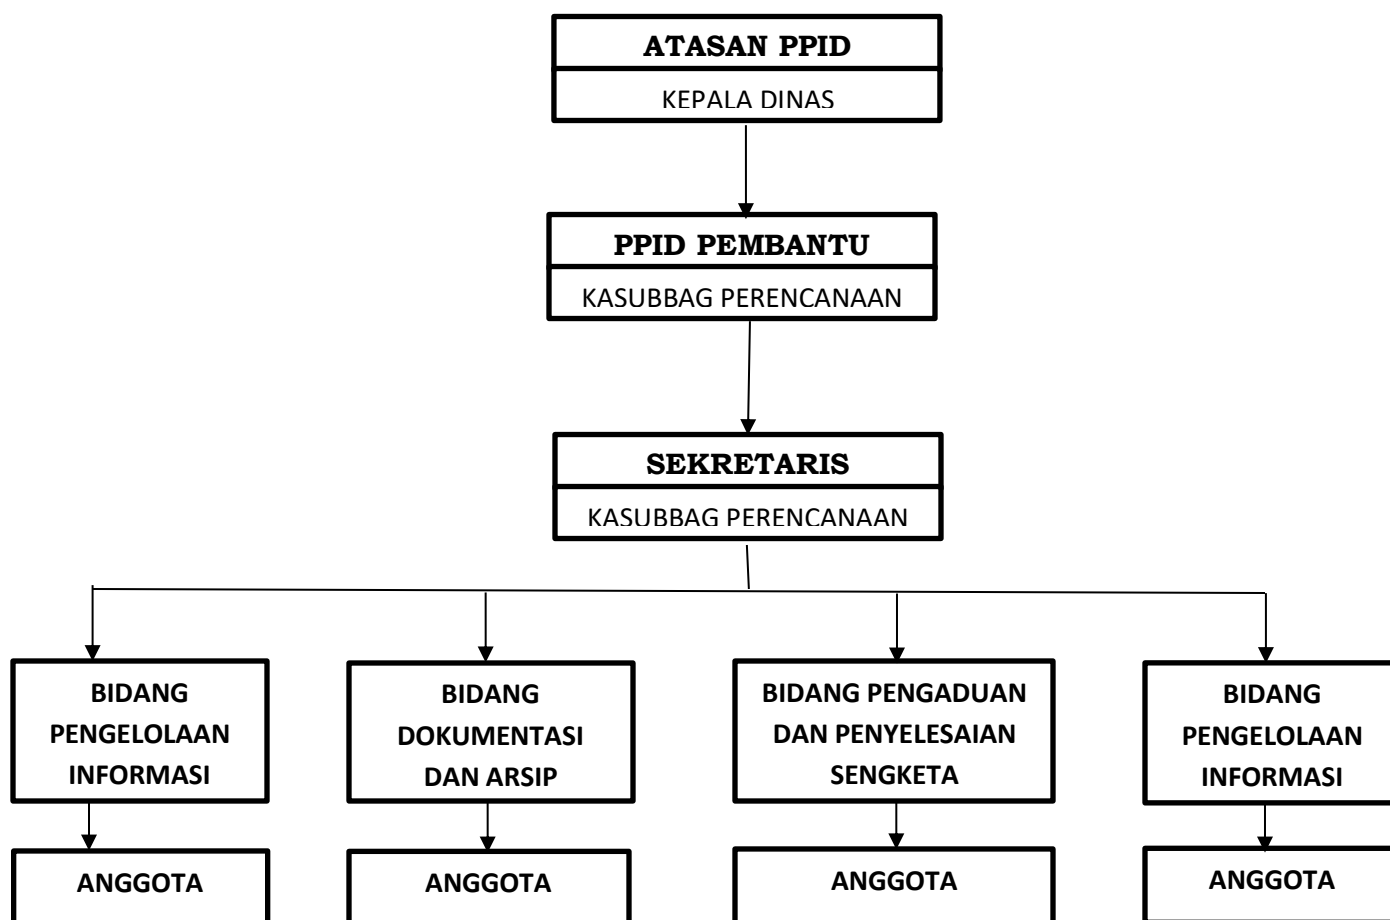 ATASAN PPID
KEPALA DINAS
PPID PEMBANTU
KASUBBAG PERENCANAAN
SEKRETARIS
KASUBBAG PERENCANAAN
BIDANG
PENGELOLAAN
INFORMASI
BIDANG
DOKUMENTASI
DAN ARSIP
BIDANG PENGADUAN
DAN PENYELESAIAN
SENGKETA
BIDANG
PENGELOLAAN
INFORMASI
ANGGOTA
ANGGOTA
ANGGOTA
ANGGOTA